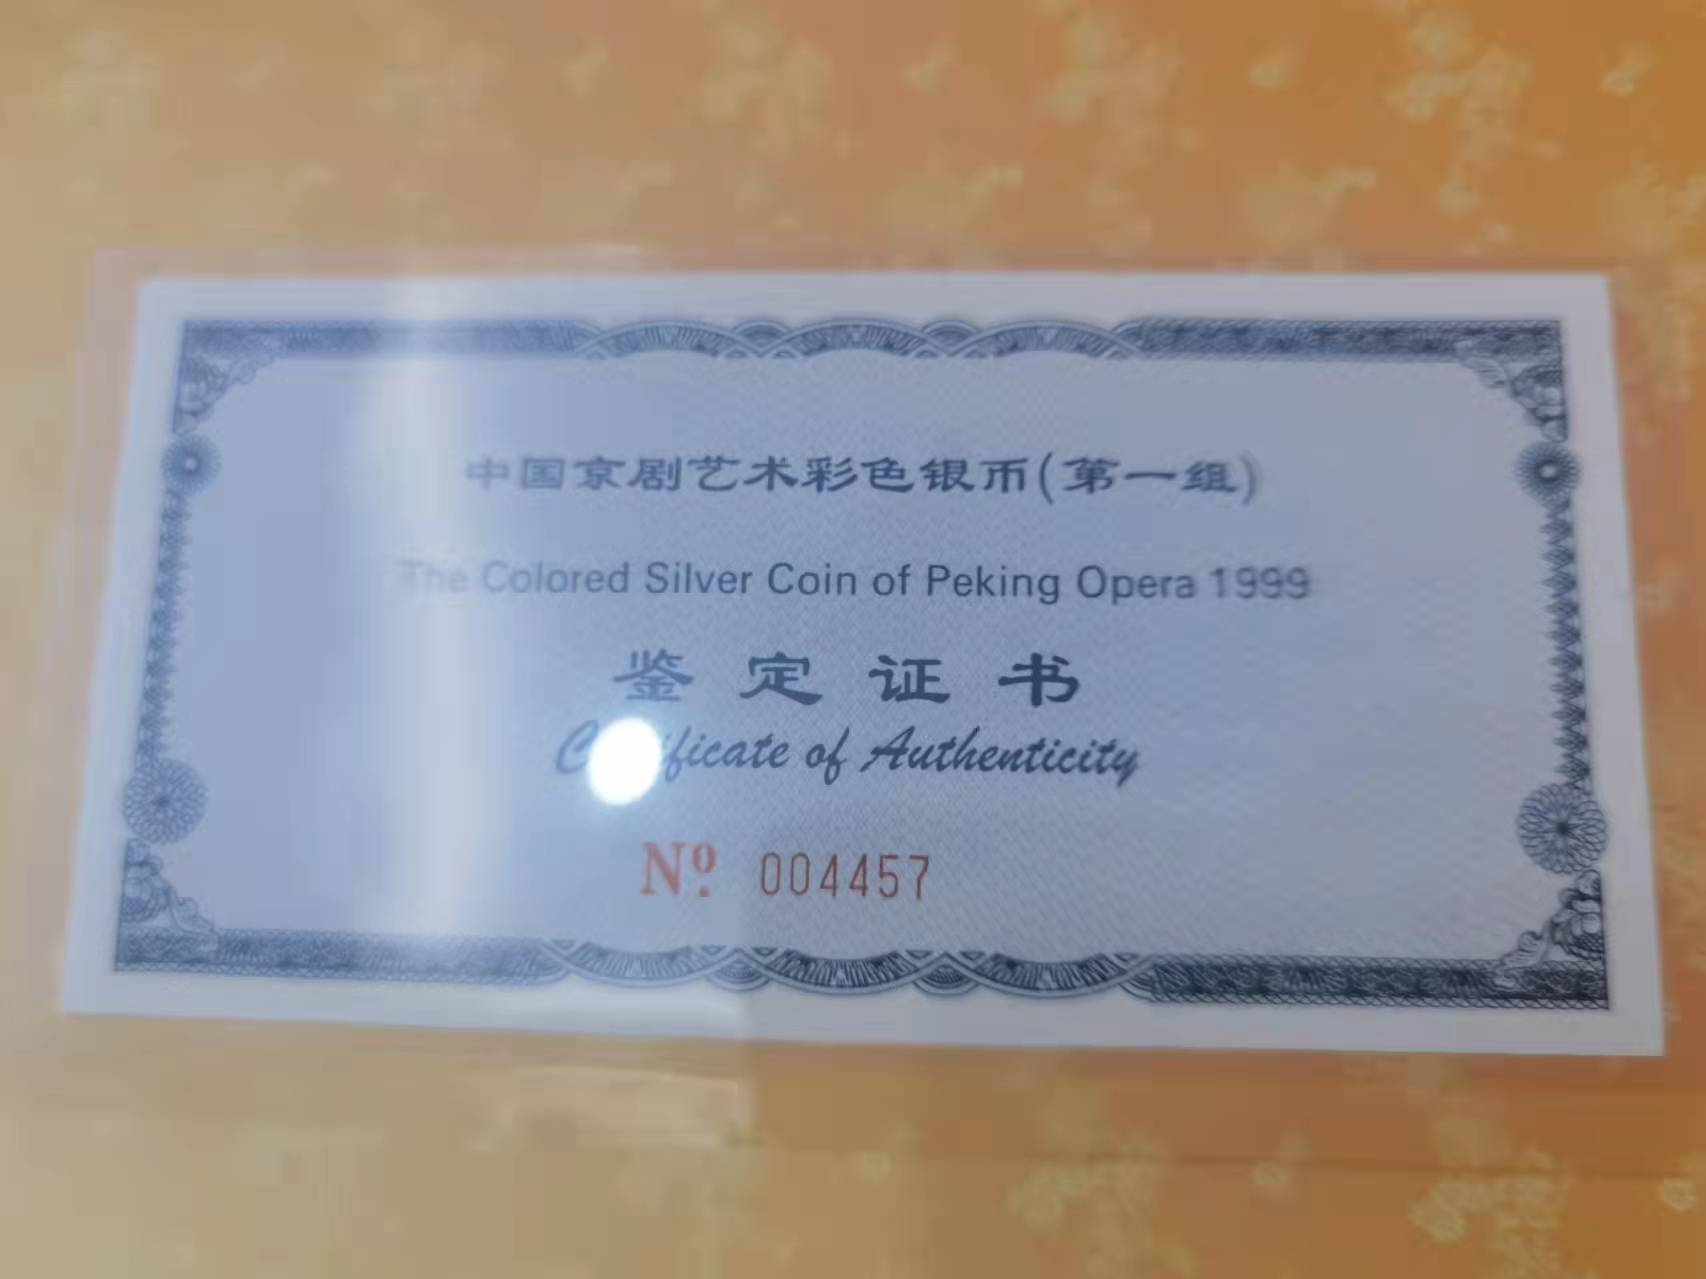 中国京剧艺术彩色银币(第一组)
The Colored Silver Coin of Peking Opera 1999
鉴定证书
Certificate of Authenticity
Nº 004457